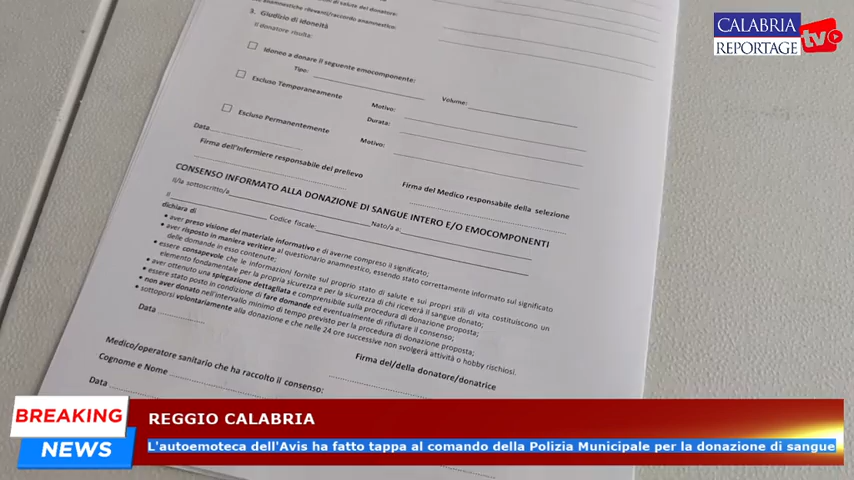 CALABRIA
REPORTAGE
tv
di salute del donatore:
anamnestiche rilevanti/raccordo anamnestico:
3. Giudizio di idoneità
Il donatore risulta:
Idoneo a donare il seguente emocomponente:
Tipo: Volume:
Escluso Temporaneamente Motivo:
Durata:
Escluso Permanentemente Motivo:
Data
Firma dell'Infermiere responsabile del prelievo
Firma del Medico responsabile della selezione
CONSENSO INFORMATO ALLA DONAZIONE DI SANGUE INTERO E/O EMOCOMPONENTI
Il/la sottoscritto/a Nato/a a:
il Codice fiscale:
dichiara di
• aver preso visione del materiale informativo e di averne compreso il significato;
• aver risposto in maniera veritiera al questionario anamnestico, essendo stato correttamente informato sul significato
delle domande in esso contenute;
• essere consapevole che le informazioni fornite sul proprio stato di salute e sui propri stili di vita costituiscono un
elemento fondamentale per la propria sicurezza e per la sicurezza di chi riceverà il sangue donato;
• aver ottenuto una spiegazione dettagliata e comprensibile sulla procedura di donazione proposta;
• essere stato posto in condizione di fare domande ed eventualmente di rifiutare il consenso;
• non aver donato nell'intervallo minimo di tempo previsto per la procedura di donazione proposta;
• sottoporsi volontariamente alla donazione e che nelle 24 ore successive non svolgerà attività o hobby rischiosi.
Data
Firma del/della donatore/donatrice
Medico/operatore sanitario che ha raccolto il consenso:
Cognome e Nome
Data
BREAKING
NEWS
REGGIO CALABRIA
L'autoemoteca dell'Avis ha fatto tappa al comando della Polizia Municipale per la donazione di sangue